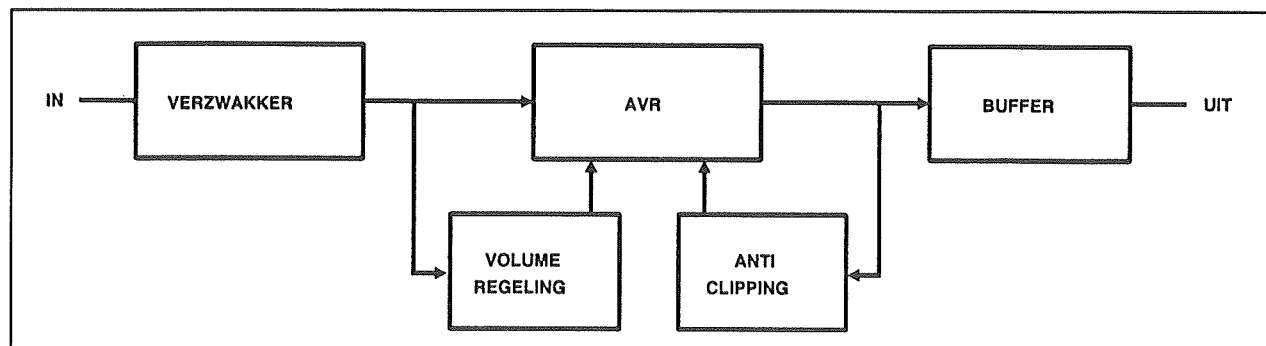 IN
VERZWAKKER
AVR
BUFFER
UIT
VOLUME
REGELING
ANTI
CLIPPING